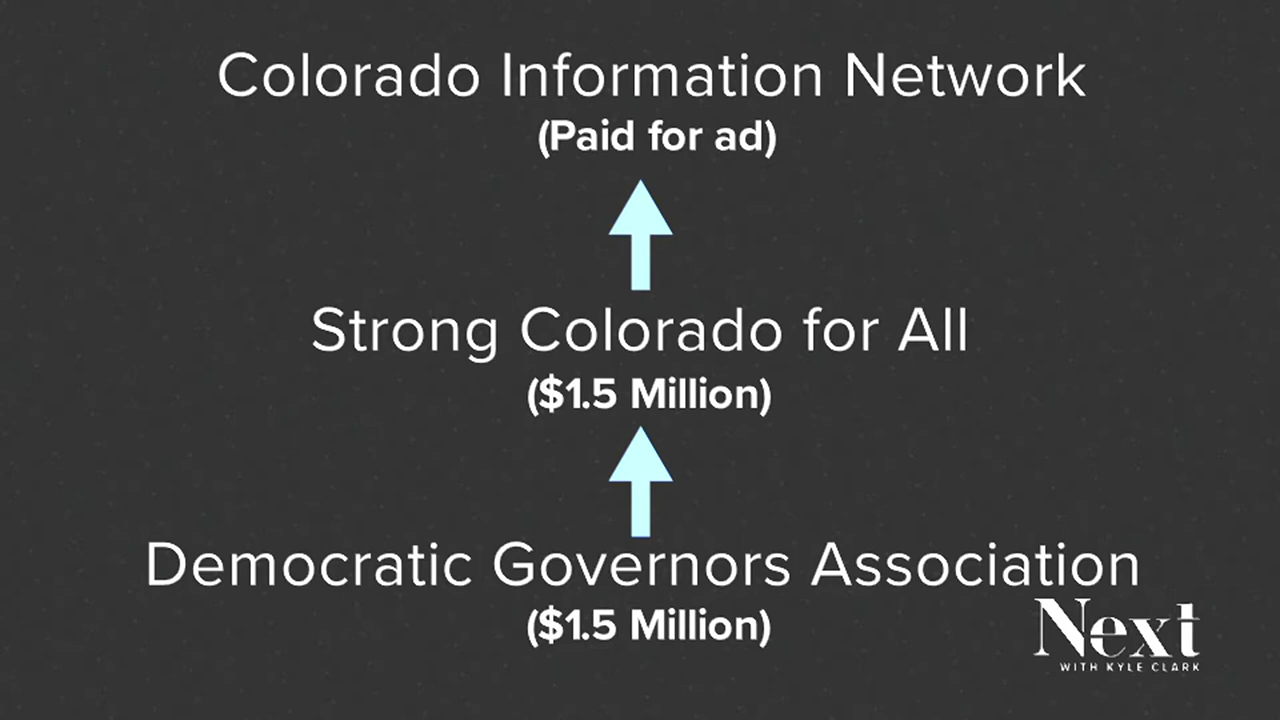 Colorado Information Network
(Paid for ad)
Strong Colorado for All
($1.5 Million)
Democratic Governors Association
($1.5 Million)
Next
WITH KYLE CLARK